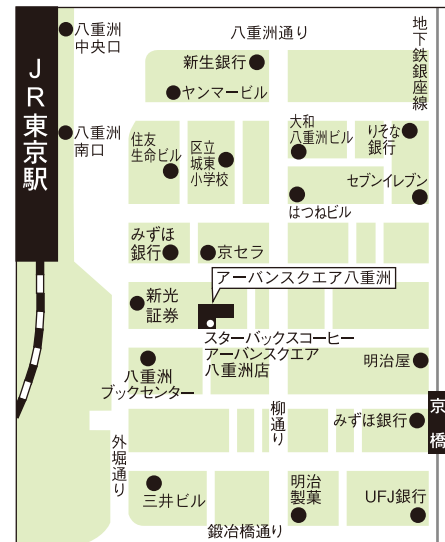 八重洲
中央口
八重洲通り
地下鉄銀座線
JR東京駅
新生銀行
ヤンマービル
八重洲
南口
住友
生命ビル
区立
城東
小学校
大和
八重洲ビル
りそな
銀行
セブンイレブン
はつねビル
みずほ
銀行
京セラ
アーバンスクエア八重洲
新光
証券
スターバックスコーヒー
アーバンスクエア
八重洲店
八重洲
ブックセンター
明治屋
京橋
柳通り
みずほ銀行
外堀通り
三井ビル
明治
製菓
UFJ銀行
鍛冶橋通り